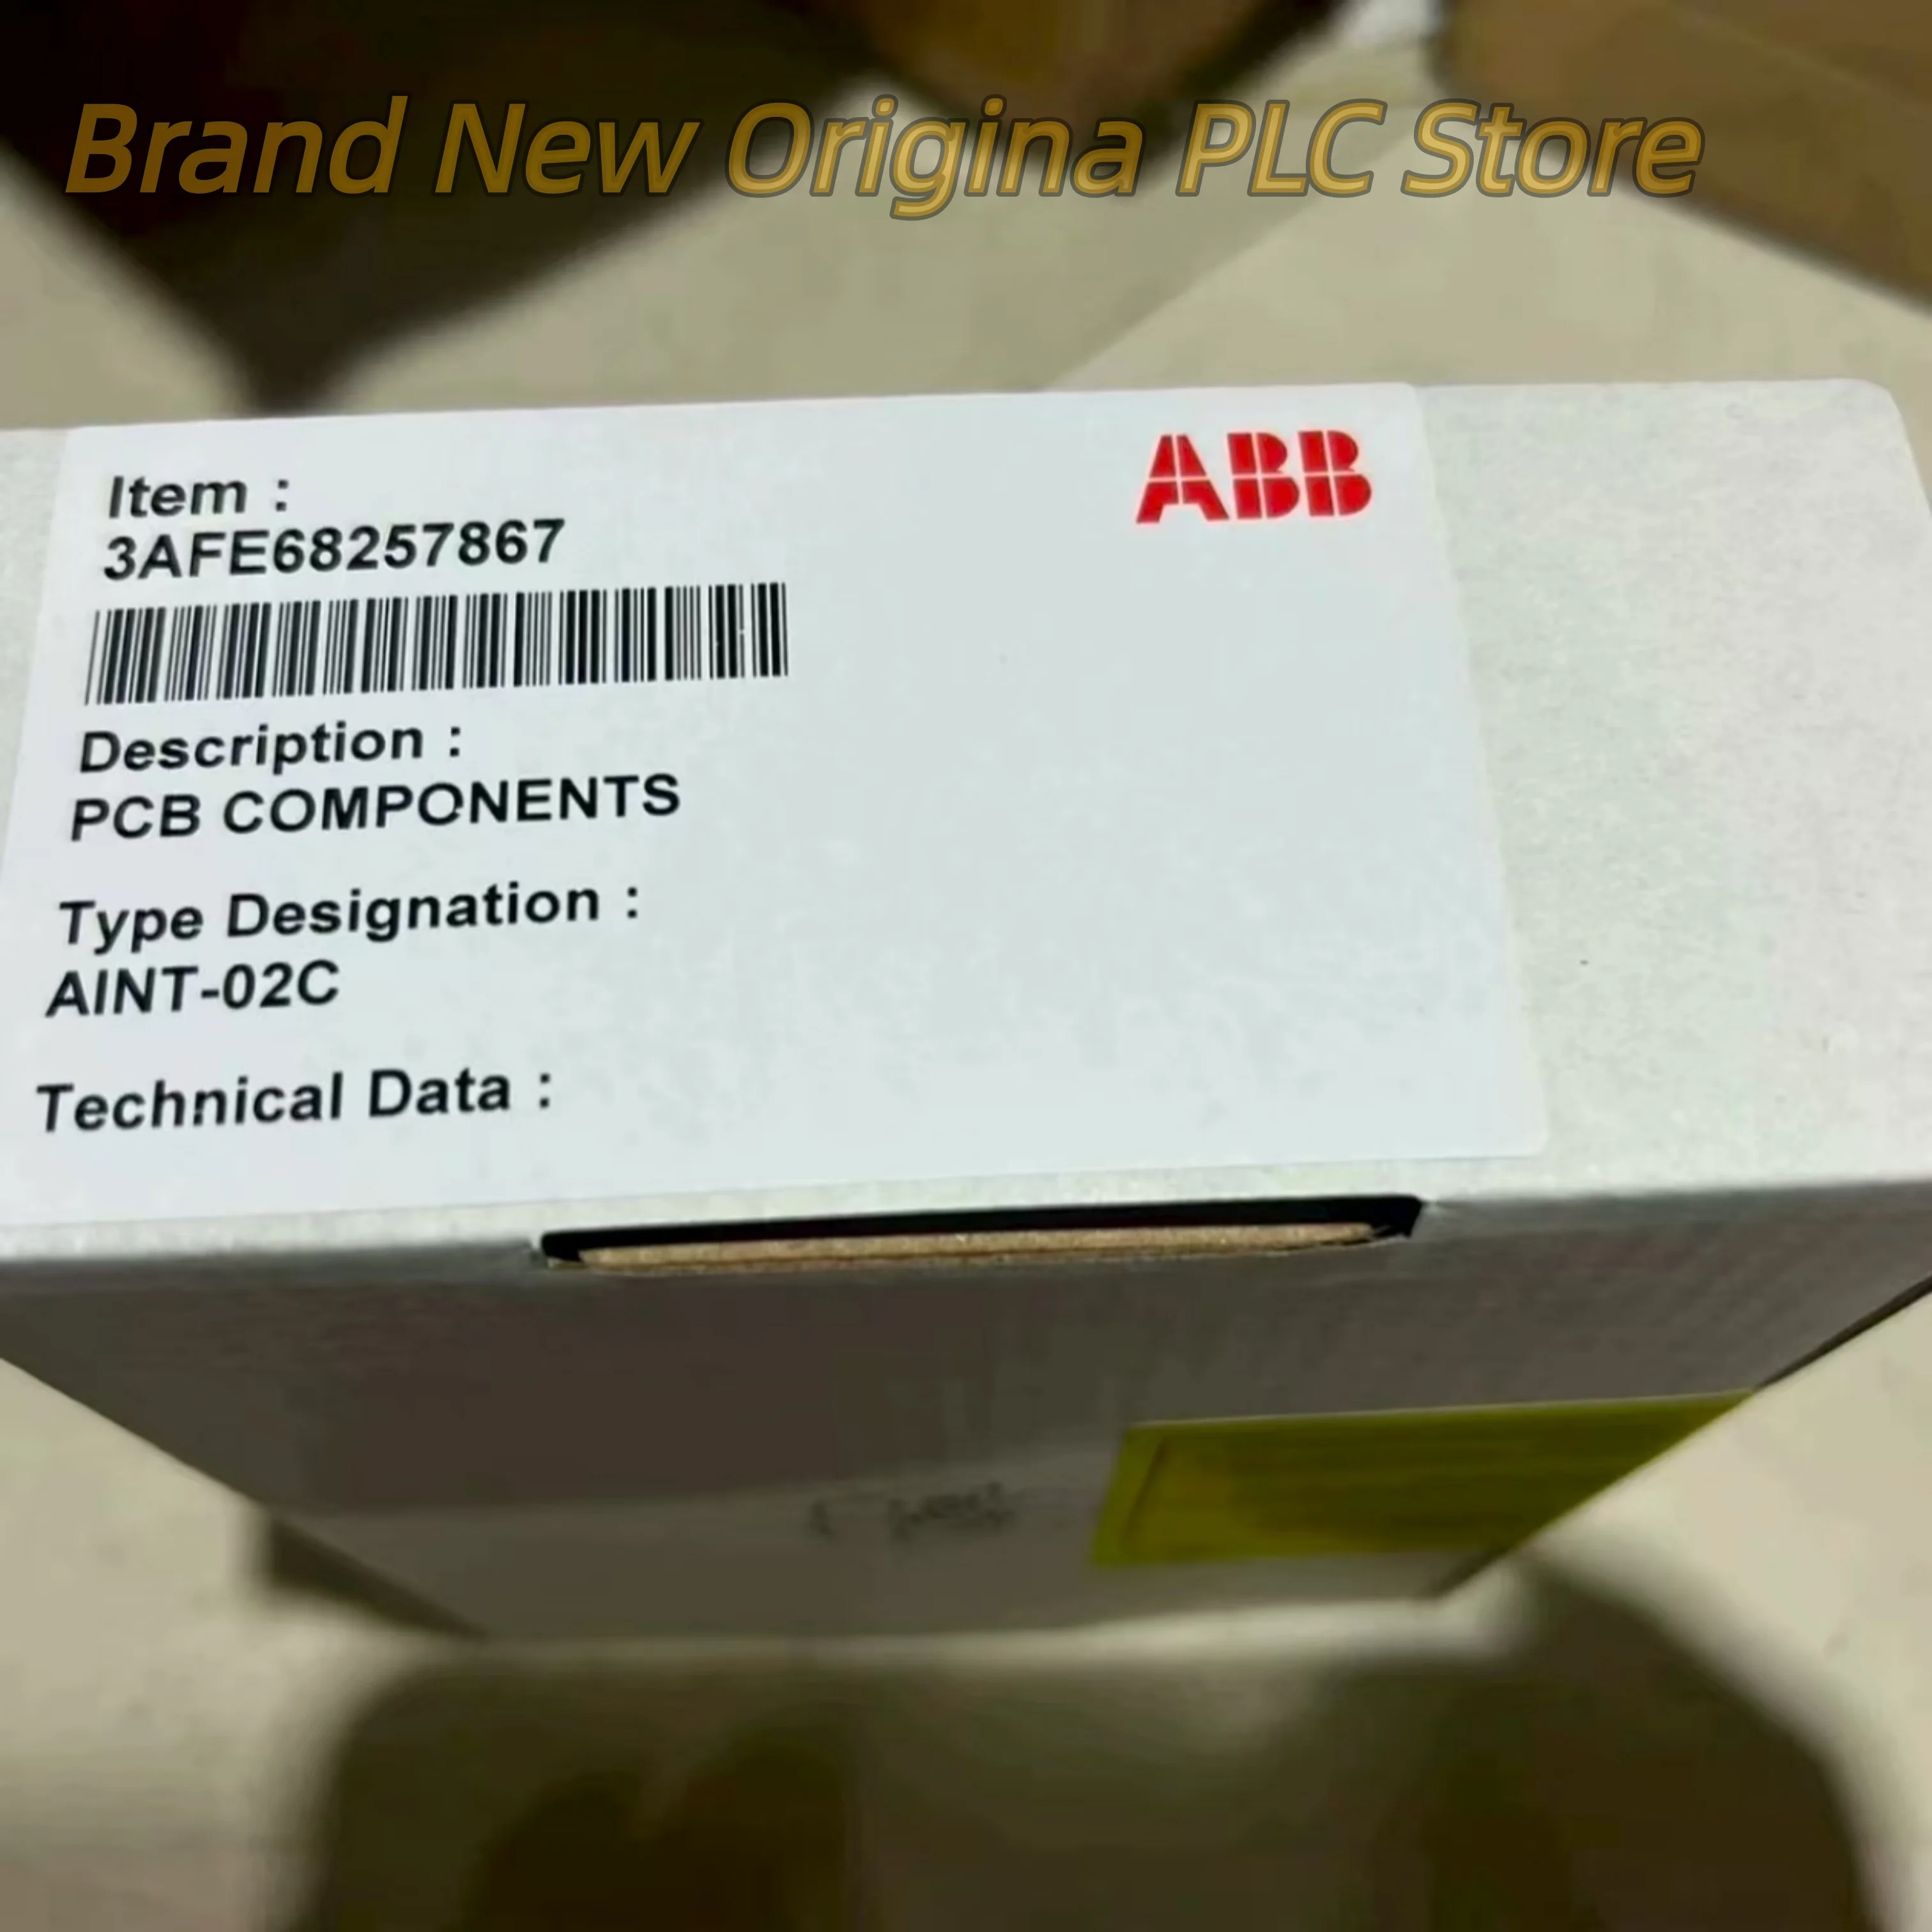 Brand New Origina PLC Store
ABB
Item :
3AFE68257867
Description :
PCB COMPONENTS
Type Designation :
AINT-02C
Technical Data :